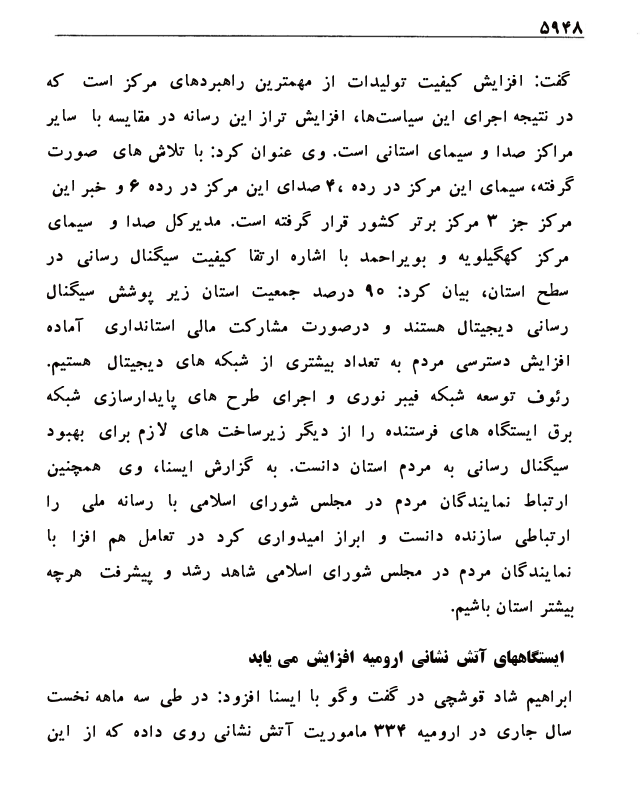 ۵۹۴۸
گفت: افزایش کیفیت تولیدات از مهمترین راهبردهای مرکز است که
در نتیجه اجرای این سیاست‌ها، افزایش تراز این رسانه در مقایسه با سایر
مراکز صدا و سیمای استانی است. وی عنوان کرد: با تلاش های صورت
گرفته، سیمای این مرکز در رده ۴، صدای این مرکز در رده ۶ و خبر این
مرکز جز ۳ مرکز برتر کشور قرار گرفته است. مدیرکل صدا و سیمای
مرکز کهگیلویه و بویراحمد با اشاره ارتقا کیفیت سیگنال رسانی در
سطح استان، بیان کرد: ۹۰ درصد جمعیت استان زیر پوشش سیگنال
رسانی دیجیتال هستند و درصورت مشارکت مالی استانداری آماده
افزایش دسترسی مردم به تعداد بیشتری از شبکه های دیجیتال هستیم.
رئوف توسعه شبکه فیبر نوری و اجرای طرح های پایدارسازی شبکه
برق ایستگاه های فرستنده را از دیگر زیرساخت های لازم برای بهبود
سیگنال رسانی به مردم استان دانست. به گزارش ایسنا، وی همچنین
ارتباط نمایندگان مردم در مجلس شورای اسلامی با رسانه ملی را
ارتباطی سازنده دانست و ابراز امیدواری کرد در تعامل هم افزا با
نمایندگان مردم در مجلس شورای اسلامی شاهد رشد و پیشرفت هرچه
بیشتر استان باشیم.
ایستگاههای آتش نشانی ارومیه افزایش می یابد
ابراهیم شاد قوشچی در گفت وگو با ایسنا افزود: در طی سه ماهه نخست
سال جاری در ارومیه ۳۳۴ ماموریت آتش نشانی روی داده که از این